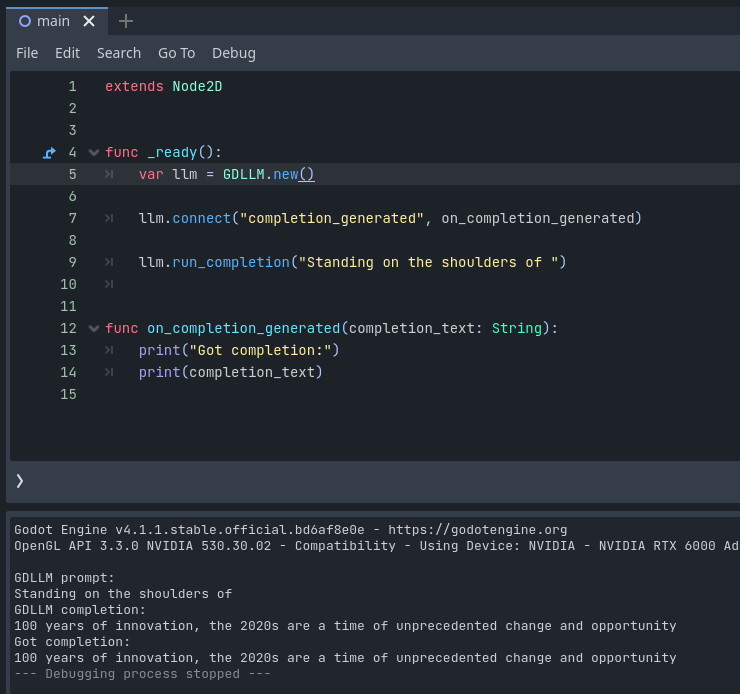 main
File Edit Search Go To Debug
1 extends Node2D
2
3
4 func _ready():
5 var llm = GDLLM.new()
6
7 llm.connect("completion_generated", on_completion_generated)
8
9 llm.run_completion("Standing on the shoulders of ")
10
11
12 func on_completion_generated(completion_text: String):
13 print("Got completion:")
14 print(completion_text)
15
Godot Engine v4.1.1.stable.official.bd6af8e0e - https://godotengine.org
OpenGL API 3.3.0 NVIDIA 530.30.02 - Compatibility - Using Device: NVIDIA - NVIDIA RTX 6000 Ad
GDLLM prompt:
Standing on the shoulders of
GDLLM completion:
100 years of innovation, the 2020s are a time of unprecedented change and opportunity
Got completion:
100 years of innovation, the 2020s are a time of unprecedented change and opportunity
--- Debugging process stopped ---